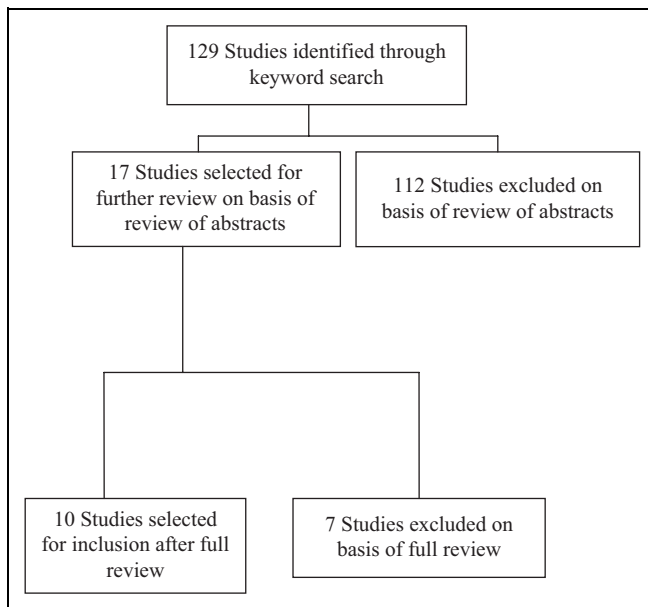 129 Studies identified through
keyword search
17 Studies selected for
further review on basis of
review of abstracts
112 Studies excluded on
basis of review of abstracts
10 Studies selected
for inclusion after full
review
7 Studies excluded on
basis of full review